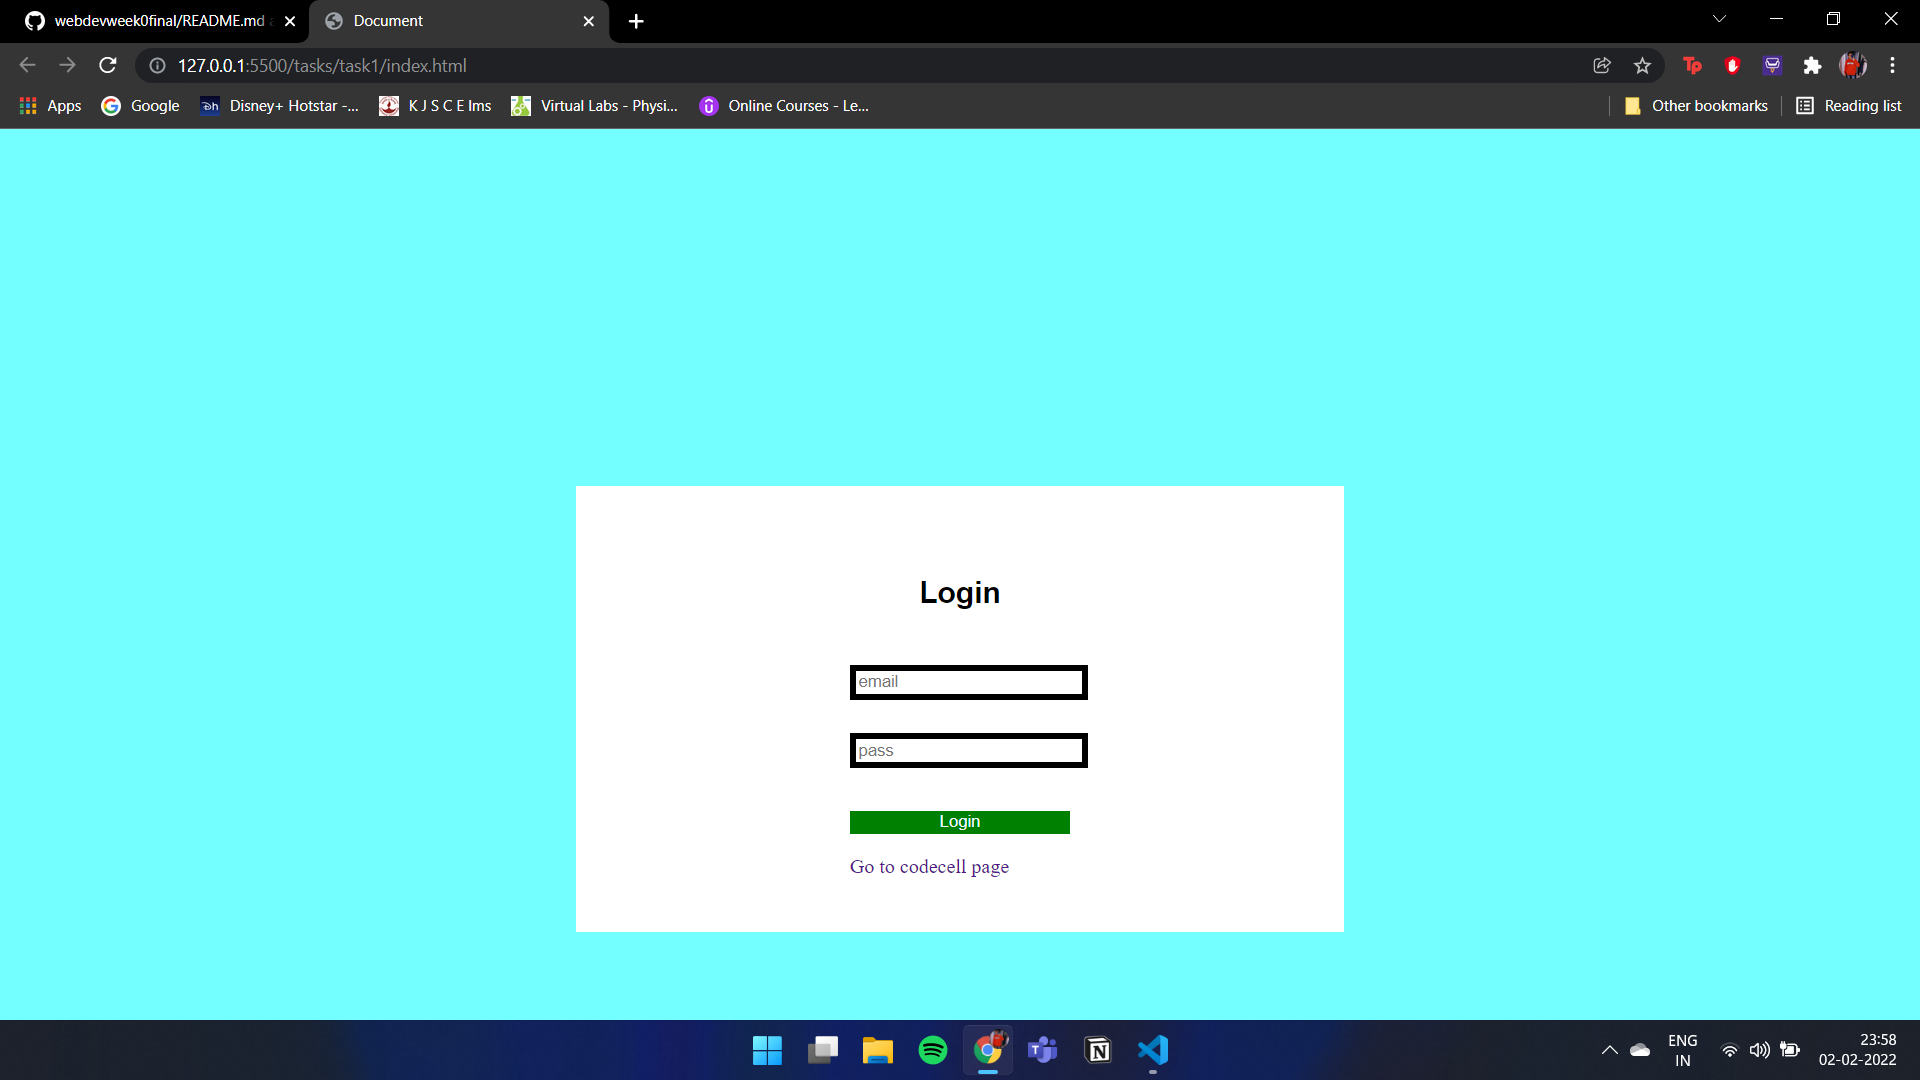 webdevweek0final/README.md a
Document
127.0.0.1:5500/tasks/task1/index.html
Tp
Apps
Google
Disney+ Hotstar -...
K J S C E lms
Virtual Labs - Physi...
Online Courses - Le...
Other bookmarks
Reading list
Login
email
pass
Login
Go to codecell page
ENG
IN
23:58
02-02-2022